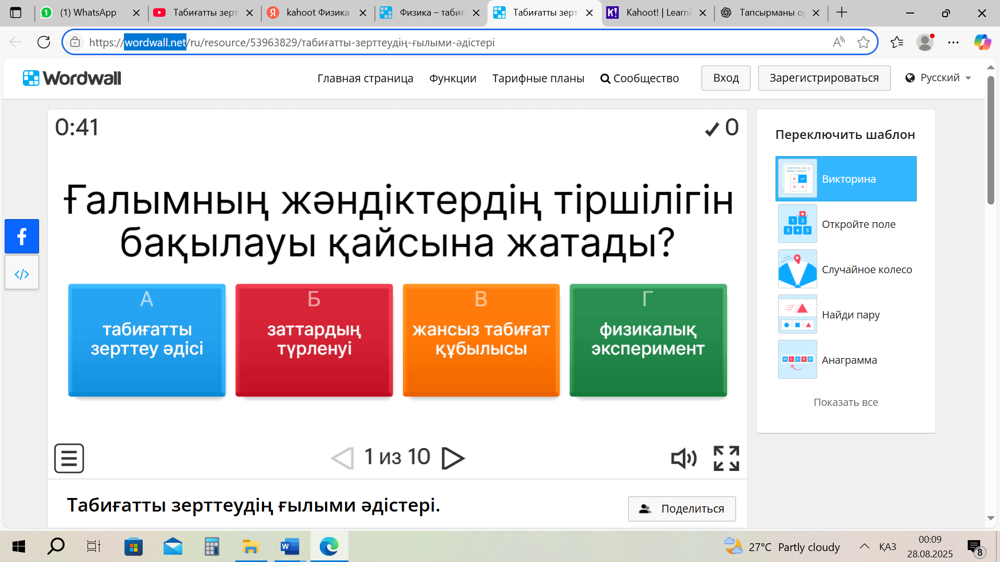 (1) WhatsApp
Табиғатты зерт
kahoot Физика
Физика – табиғ
Табиғатты зерт
Kahoot! | Learni
Тапсырманы ор
https://wordwall.net/ru/resource/53963829/табиғатты-зерттеудің-ғылыми-әдістері
Wordwall
Главная страница
Функции
Тарифные планы
Сообщество
Вход
Зарегистрироваться
Русский
0:41
0
Ғалымның жәндіктердің тіршілігін
бақылауы қайсына жатады?
А
табиғатты
зерттеу әдісі
Б
заттардың
түрленуі
В
жансыз табиғат
құбылысы
Г
физикалық
эксперимент
1 из 10
Табиғатты зерттеудің ғылыми әдістері.
Поделиться
Переключить шаблон
Викторина
Откройте поле
Случайное колесо
Найди пару
Анаграмма
Показать все
27°C Partly cloudy
ҚАЗ
00:09
28.08.2025
8